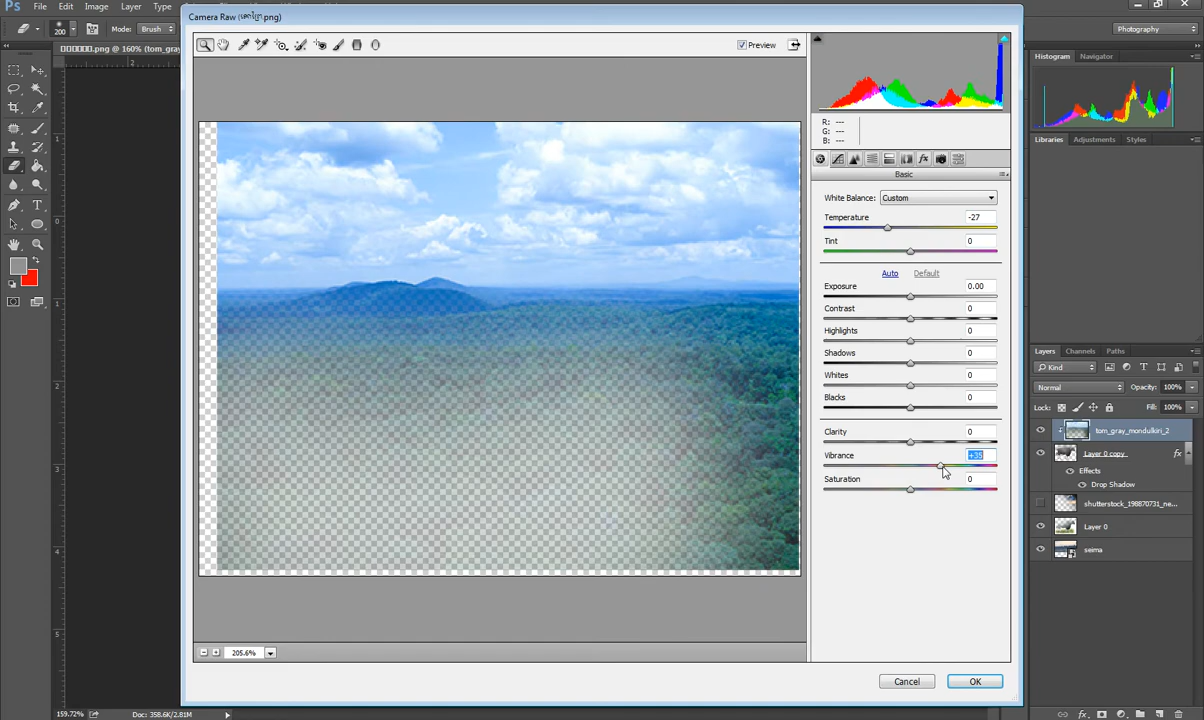 Ps File Edit Image Layer Type
Camera Raw
200 Mode: Brush
Preview
Photography
.png @ 160% (tom_gray
Histogram Navigator
R: ---
G: ---
B: ---
Libraries Adjustments Styles
Basic
White Balance: Custom
Temperature -27
Tint 0
Auto Default
Exposure 0.00
Contrast 0
Highlights 0
Shadows 0
Whites 0
Blacks 0
Clarity 0
Vibrance +35
Saturation 0
Layers Channels Paths
Kind
Normal Opacity: 100%
Lock: Fill: 100%
tom_gray_mondulkiri_2
Layer 0 copy fx
Effects
Drop Shadow
shutterstock_198870731_ne...
Layer 0
seima
205.6%
Cancel OK
159.72% Doc: 358.6K/2.81M